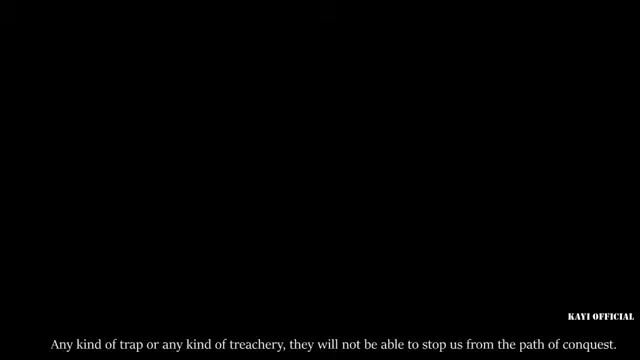 KAYI OFFICIAL
Any kind of trap or any kind of treachery, they will not be able to stop us from the path of conquest.